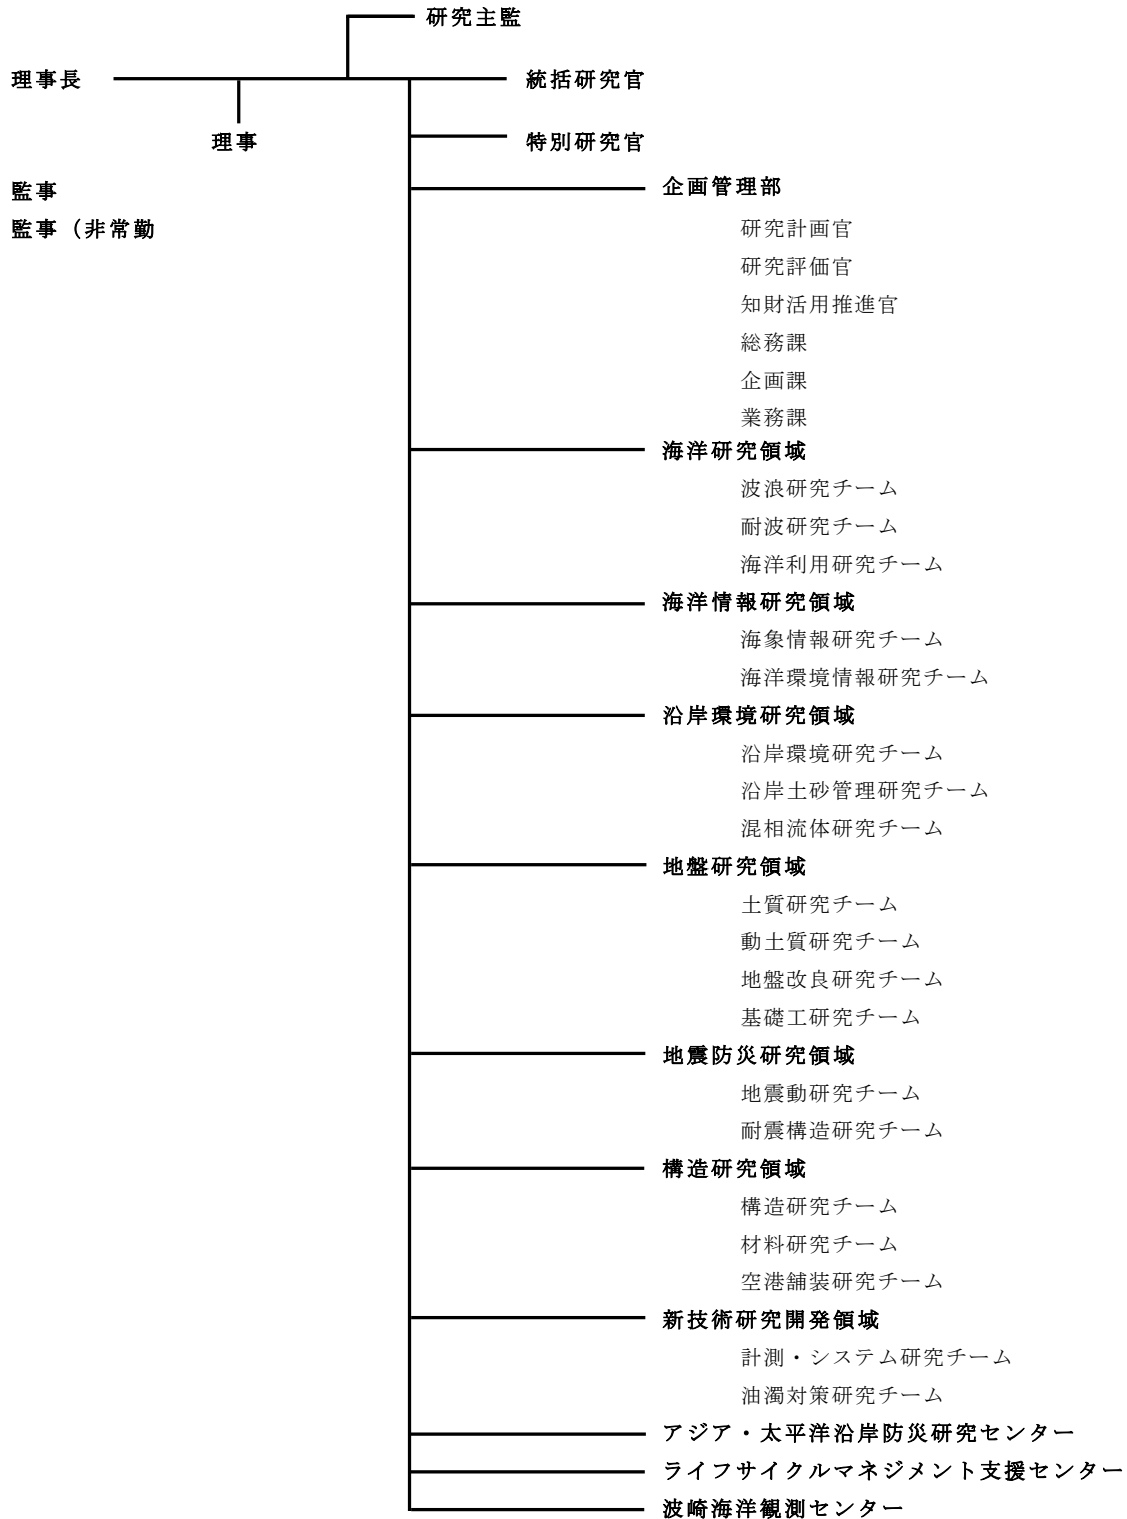 研究主監
理事長
統括研究官
理事
特別研究官
監事
企画管理部
監事（非常勤
研究計画官
研究評価官
知財活用推進官
総務課
企画課
業務課
海洋研究領域
波浪研究チーム
耐波研究チーム
海洋利用研究チーム
海洋情報研究領域
海象情報研究チーム
海洋環境情報研究チーム
沿岸環境研究領域
沿岸環境研究チーム
沿岸土砂管理研究チーム
混相流体研究チーム
地盤研究領域
土質研究チーム
動土質研究チーム
地盤改良研究チーム
基礎工研究チーム
地震防災研究領域
地震動研究チーム
耐震構造研究チーム
構造研究領域
構造研究チーム
材料研究チーム
空港舗装研究チーム
新技術研究開発領域
計測・システム研究チーム
油濁対策研究チーム
アジア・太平洋沿岸防災研究センター
ライフサイクルマネジメント支援センター
波崎海洋観測センター